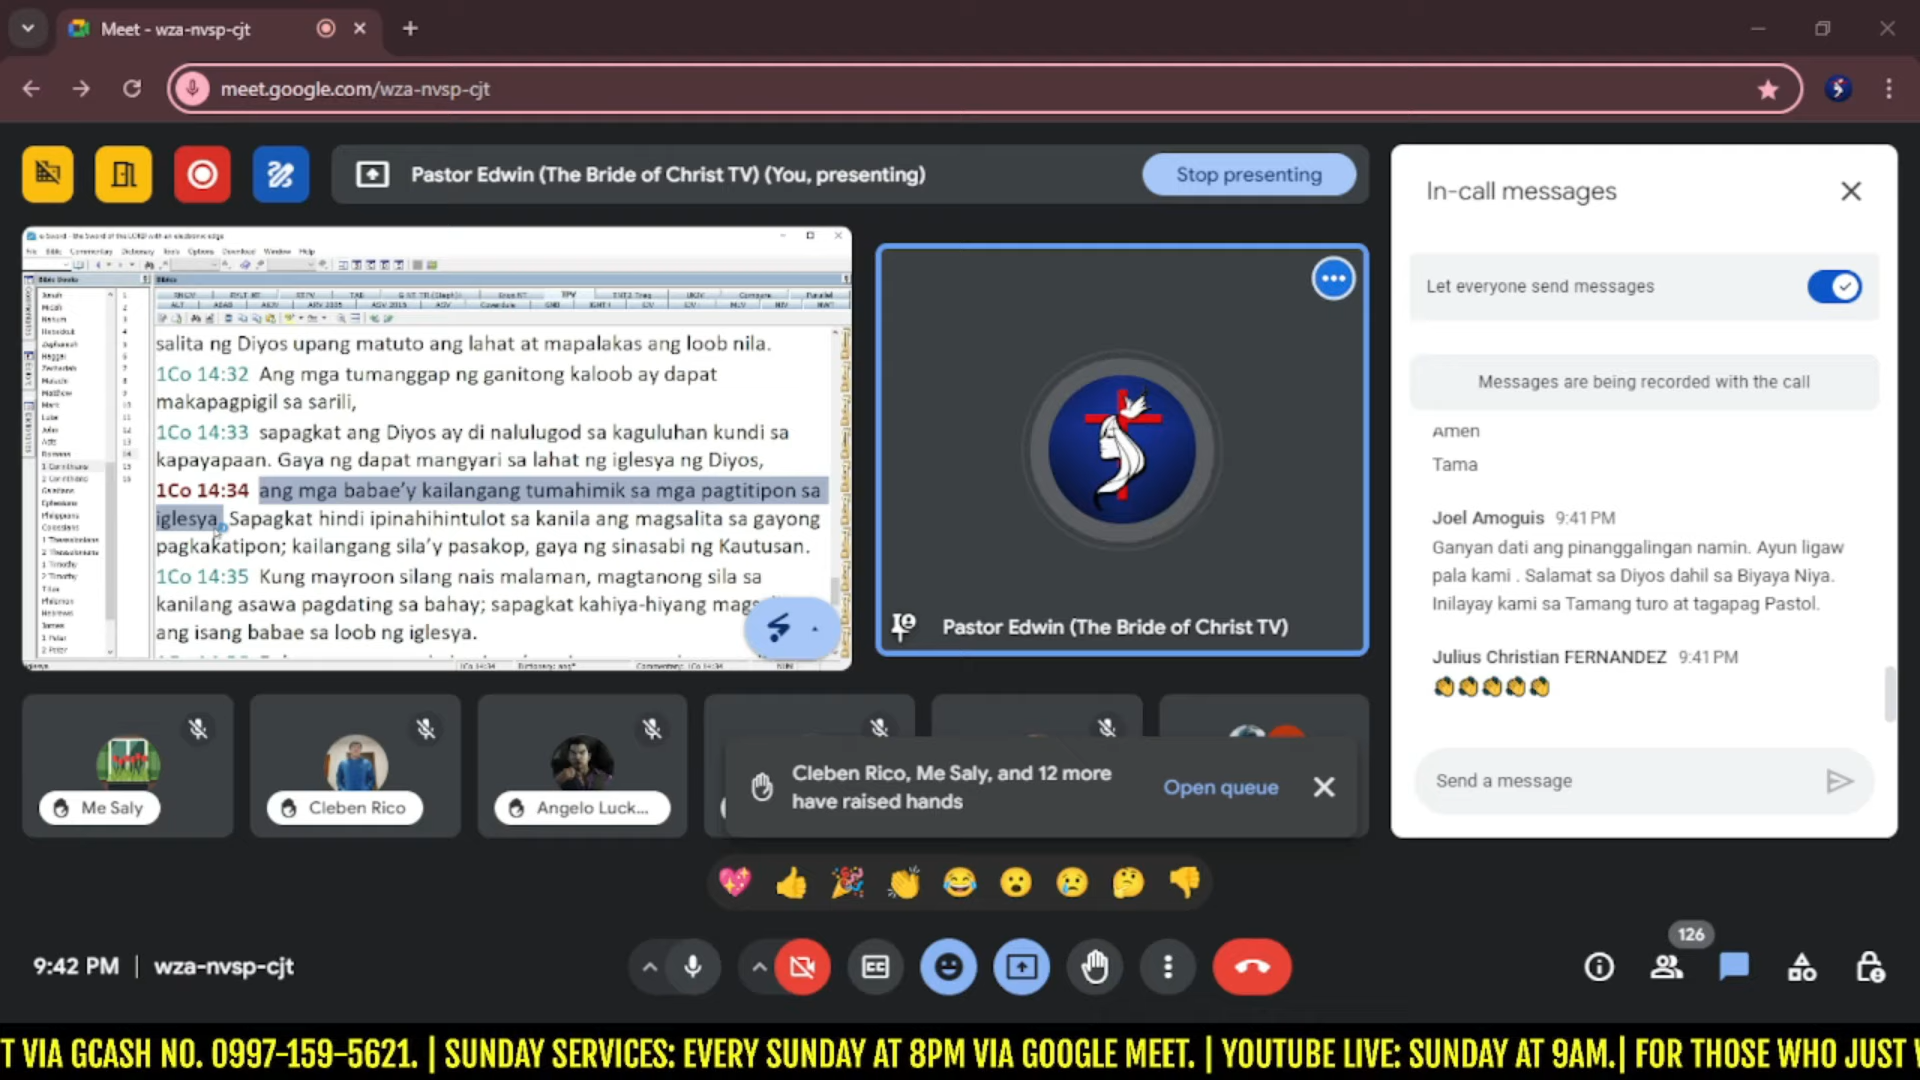 Meet - wza-nvsp-cjt
meet.google.com/wza-nvsp-cjt
Pastor Edwin (The Bride of Christ TV) (You, presenting)
Stop presenting
In-call messages
Let everyone send messages
Messages are being recorded with the call
Amen
Tama
Joel Amoguis 9:41 PM
Ganyan dati ang pinanggalingan namin. Ayun ligaw
pala kami . Salamat sa Diyos dahil sa Biyaya Niya.
Inilayay kami sa Tamang turo at tagapag Pastol.
Julius Christian FERNANDEZ 9:41 PM
Send a message
salita ng Diyos upang matuto ang lahat at mapalakas ang loob nila.
1Co 14:32 Ang mga tumanggap ng ganitong kaloob ay dapat
makapagpigil sa sarili,
1Co 14:33 sapagkat ang Diyos ay di nalulugod sa kaguluhan kundi sa
kapayapaan. Gaya ng dapat mangyari sa lahat ng iglesya ng Diyos,
1Co 14:34 ang mga babae'y kailangang tumahimik sa mga pagtitipon sa
iglesya. Sapagkat hindi ipinahihintulot sa kanila ang magsalita sa gayong
pagkakatipon; kailangang sila'y pasakop, gaya ng sinasabi ng Kautusan.
1Co 14:35 Kung mayroon silang nais malaman, magtanong sila sa
kanilang asawa pagdating sa bahay; sapagkat kahiya-hiyang
ang isang babae sa loob ng iglesya.
Pastor Edwin (The Bride of Christ TV)
Me Saly
Cleben Rico
Angelo Luck...
Cleben Rico, Me Saly, and 12 more
have raised hands
Open queue
9:42 PM | wza-nvsp-cjt
126
T VIA GCASH NO. 0997-159-5621. | SUNDAY SERVICES: EVERY SUNDAY AT 8PM VIA GOOGLE MEET. | YOUTUBE LIVE: SUNDAY AT 9AM.| FOR THOSE WHO JUST